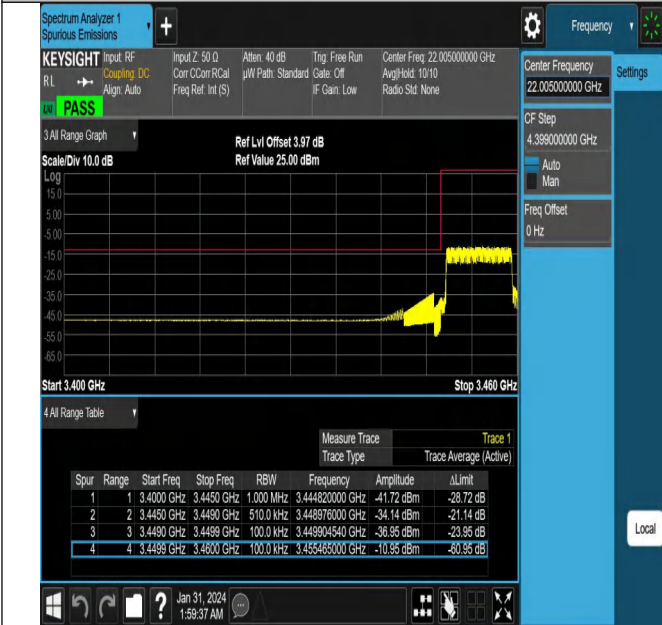 Spectrum Analyzer 1
Spurious Emissions
+
Frequency
KEYSIGHT
RL
LXI
PASS
Input: RF
Coupling: DC
Align: Auto
Input Z: 50 Ω
Corr CCorr RCal
Freq Ref: Int (S)
Atten: 40 dB
µW Path: Standard
Trig: Free Run
Gate: Off
IF Gain: Low
Center Freq: 22.005000000 GHz
Avg|Hold: 10/10
Radio Std: None
Center Frequency
22.005000000 GHz
Settings
CF Step
4.399000000 GHz
Auto
Man
Freq Offset
0 Hz
3 All Range Graph
Scale/Div 10.0 dB
Ref Lvl Offset 3.97 dB
Ref Value 25.00 dBm
Log
15.0
5.00
-5.00
-15.0
-25.0
-35.0
-45.0
-55.0
-65.0
Start 3.400 GHz Stop 3.460 GHz
4 All Range Table
Measure Trace Trace 1
Trace Type Trace Average (Active)
Spur Range Start Freq Stop Freq RBW Frequency Amplitude ΔLimit
1 1 3.4000 GHz 3.4450 GHz 1.000 MHz 3.444820000 GHz -41.72 dBm -28.72 dB
2 2 3.4450 GHz 3.4490 GHz 510.0 kHz 3.448976000 GHz -34.14 dBm -21.14 dB
3 3 3.4490 GHz 3.4499 GHz 100.0 kHz 3.449904540 GHz -36.95 dBm -23.95 dB
4 4 3.4499 GHz 3.4600 GHz 100.0 kHz 3.455465000 GHz -10.95 dBm -60.95 dB
Local
?
Jan 31, 2024
1:59:37 AM